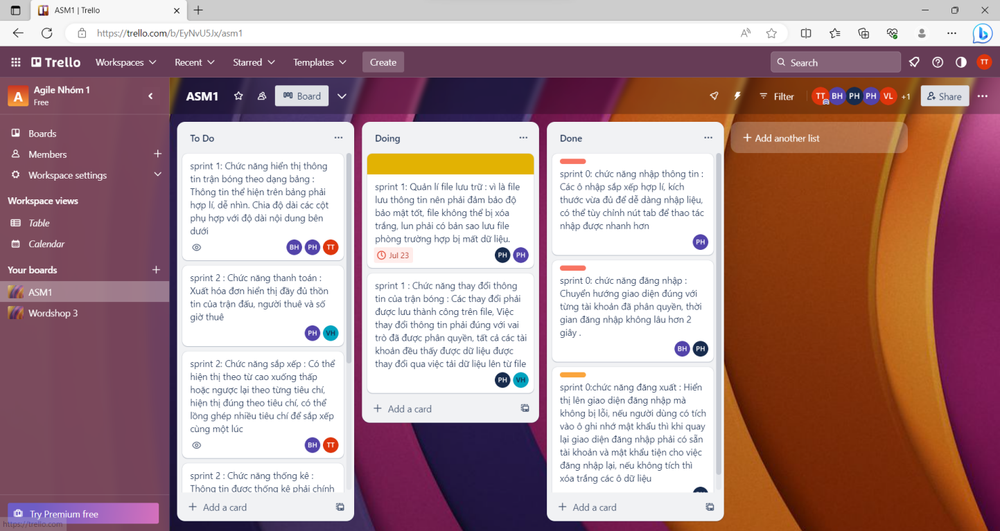 ASM1 | Trello
https://trello.com/b/EyNvU5Jx/asm1
Trello
Workspaces
Recent
Starred
Templates
Create
Search
TT
A
Agile Nhóm 1
Free
ASM1
Board
Filter
TT
BH
PH
PH
VL
+1
Share
Boards
Members
Workspace settings
Workspace views
Table
Calendar
Your boards
ASM1
Wordshop 3
Try Premium free
https://trello.com
To Do
sprint 1: Chức năng hiển thị thông
tin trận bóng theo dạng bảng :
Thông tin thể hiện trên bảng phải
hợp lí, dễ nhìn. Chia độ dài các cột
phụ hợp với độ dài nội dung bên
dưới
BH
PH
TT
sprint 2 : Chức năng thanh toán :
Xuất hóa đơn hiển thị đầy đủ thồn
tin của trận đấu, người thuê và số
giờ thuê
PH
VH
sprint 2: Chức năng sắp xếp : Có thể
hiện thị theo từ cao xuống thấp
hoặc ngược lại theo từng tiêu chí,
hiện thị đúng theo tiêu chí, có thể
lồng ghép nhiều tiêu chí để sắp xếp
cùng một lúc
BH
TT
sprint 2 : Chức năng thống kê :
Thông tin được thống kê phải chính
Add a card
Doing
sprint 1: Quản lí file lưu trữ : vì là file
lưu thông tin nên phải đảm bảo độ
bảo mật tốt, file không thể bị xóa
trắng, lun phải có bản sao lưu file
phòng trường hợp bị mất dữ liệu.
Jul 23
PH
PH
sprint 1 : Chức năng thay đổi thông
tin của trận bóng : Các thay đổi phải
được lưu thành công trên file, Việc
thay đổi thông tin phải đúng với vai
trò đã được phân quyền, tất cả các tài
khoản đều thấy được dữ liệu được
thay đổi qua việc tải dữ liệu lên từ file
PH
VH
Add a card
Done
sprint 0: chức năng nhập thông tin :
Các ô nhập sắp xếp hợp lí, kích
thước vừa đủ để dễ dàng nhập liệu,
có thể tùy chỉnh nút tab để thao tác
nhập được nhanh hơn
PH
sprint 0: chức năng đăng nhập :
Chuyển hướng giao diện đúng với
từng tài khoản đã phân quyền, thời
gian đăng nhập không lâu hơn 2
giây .
BH
PH
sprint 0:chức năng đăng xuất : Hiển
thị lên giao diện đăng nhập mà
không bị lỗi, nếu người dùng có tích
vào ô ghi nhớ mật khẩu thì khi quay
lại giao diện đăng nhập phải có sẵn
tài khoản và mật khẩu tiện cho việc
đăng nhập lại, nếu không tích thì
xóa trắng các ô dữ liệu
Add a card
Add another list